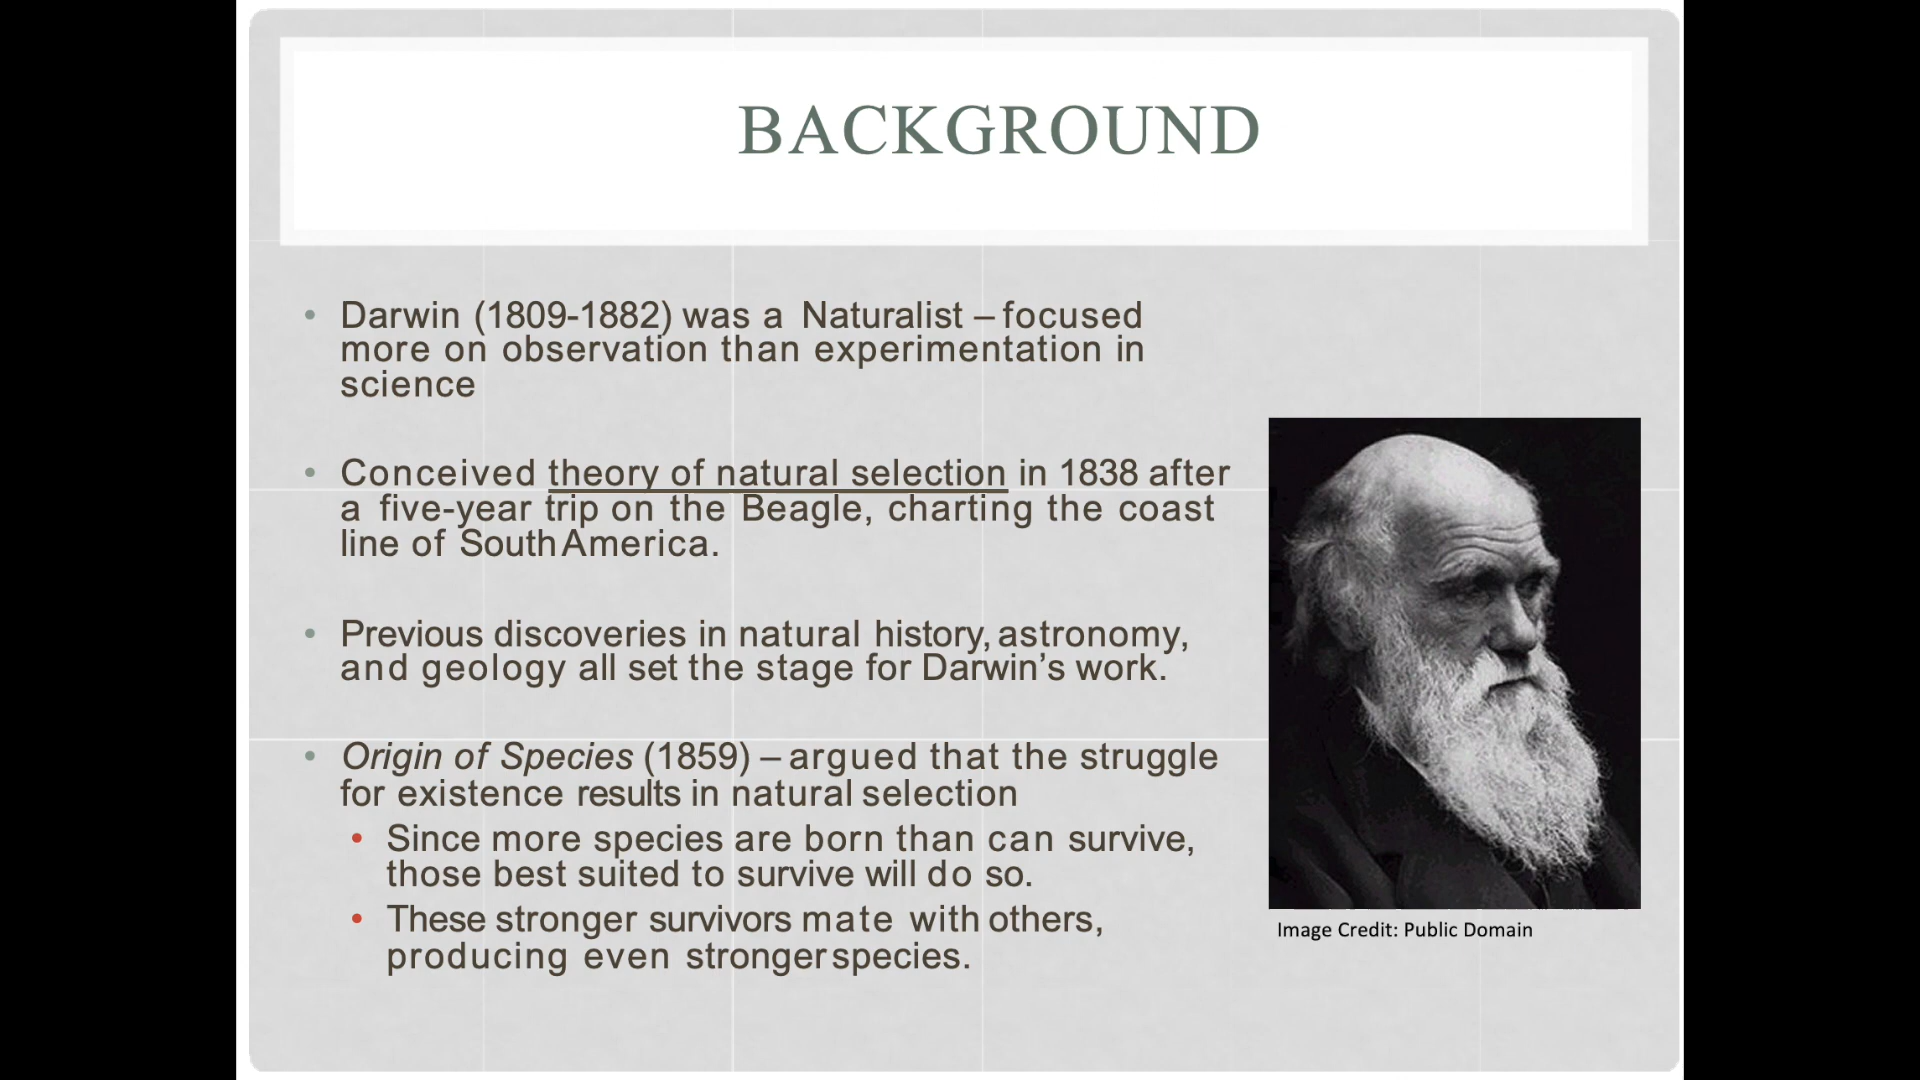 BACKGROUND
• Darwin (1809-1882) was a Naturalist – focused
more on observation than experimentation in
science
• Conceived theory of natural selection in 1838 after
a five-year trip on the Beagle, charting the coast
line of South America.
• Previous discoveries in natural history, astronomy,
and geology all set the stage for Darwin’s work.
• Origin of Species (1859) – argued that the struggle
for existence results in natural selection
• Since more species are born than can survive,
those best suited to survive will do so.
• These stronger survivors mate with others,
producing even stronger species.
Image Credit: Public Domain